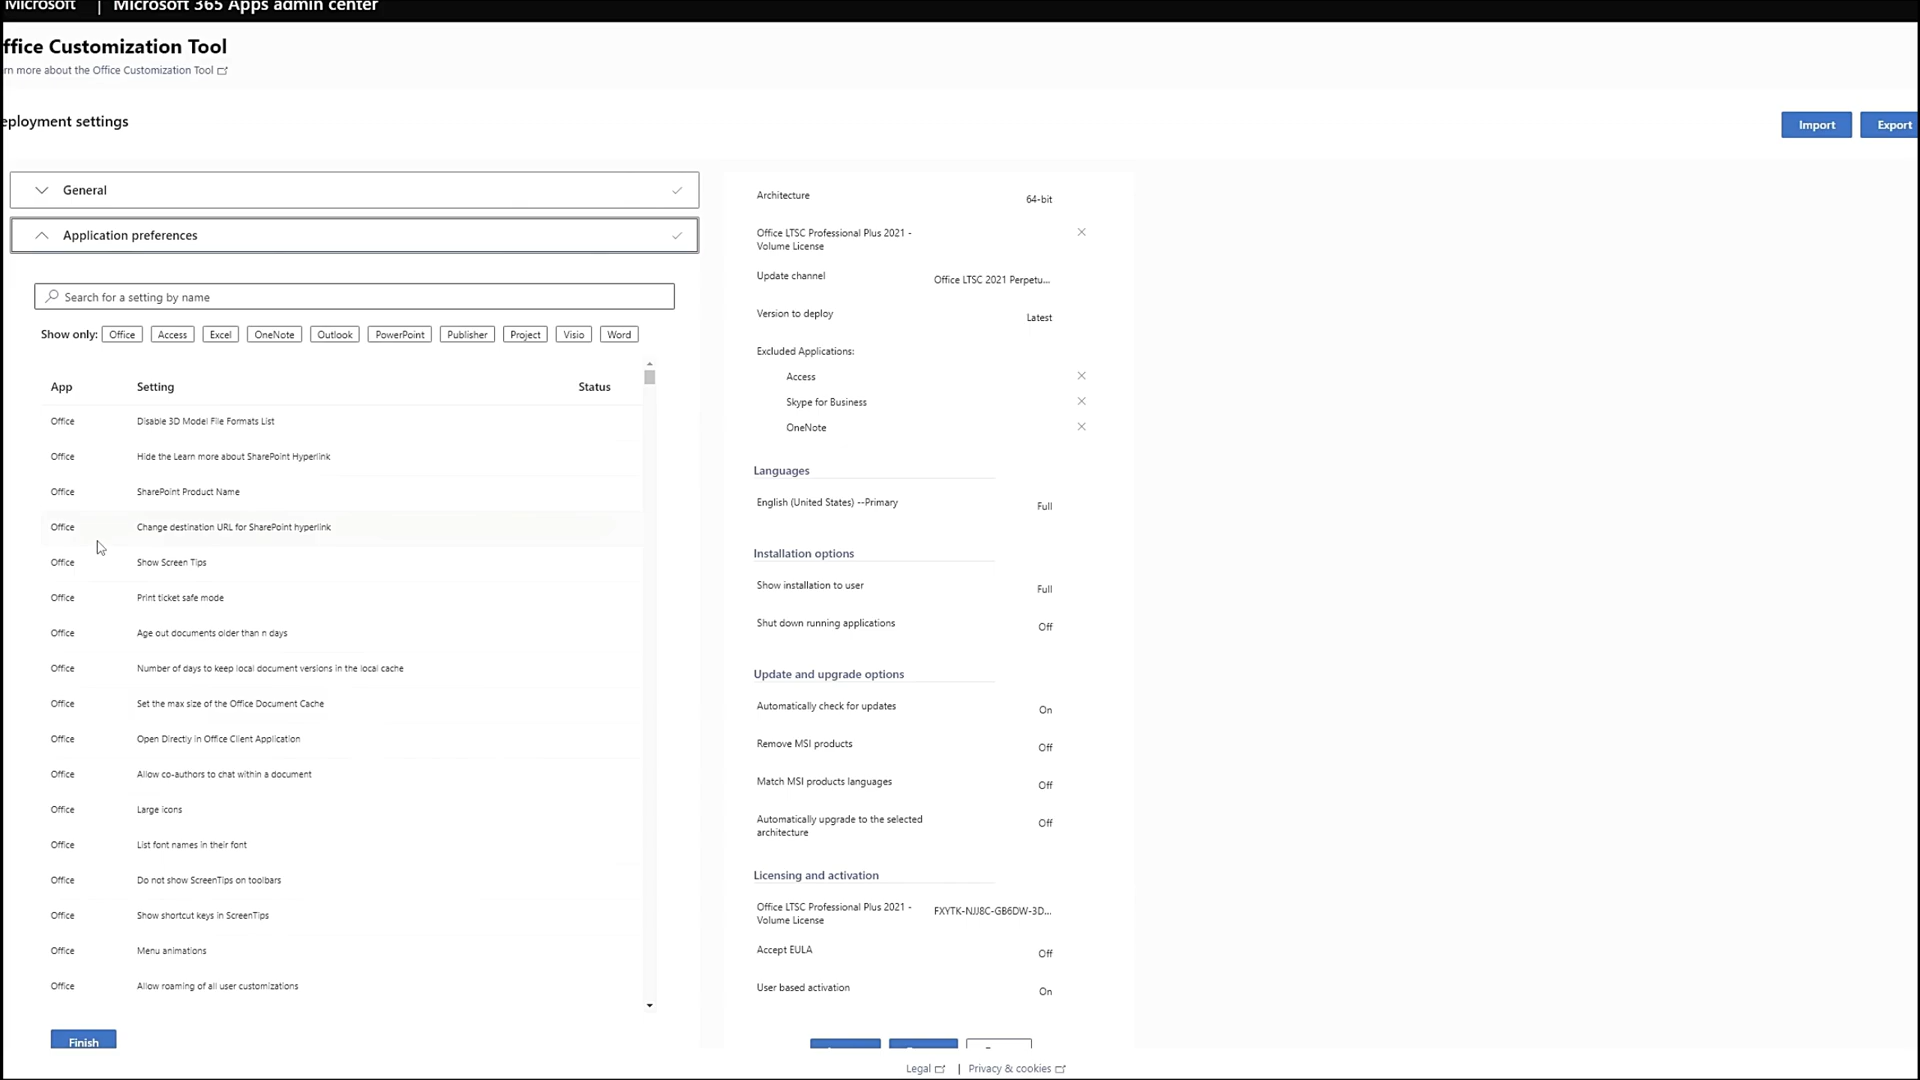 Microsoft | Microsoft 365 Apps admin center
ffice Customization Tool
rn more about the Office Customization Tool
eployment settings
Import
Export
General
Application preferences
Search for a setting by name
Show only: Office Access Excel OneNote Outlook PowerPoint Publisher Project Visio Word
App Setting Status
Office Disable 3D Model File Formats List
Office Hide the Learn more about SharePoint Hyperlink
Office SharePoint Product Name
Office Change destination URL for SharePoint hyperlink
Office Show Screen Tips
Office Print ticket safe mode
Office Age out documents older than n days
Office Number of days to keep local document versions in the local cache
Office Set the max size of the Office Document Cache
Office Open Directly in Office Client Application
Office Allow co-authors to chat within a document
Office Large icons
Office List font names in their font
Office Do not show ScreenTips on toolbars
Office Show shortcut keys in ScreenTips
Office Menu animations
Office Allow roaming of all user customizations
Finish
Architecture 64-bit
Office LTSC Professional Plus 2021 -
Volume License
Update channel Office LTSC 2021 Perpetu...
Version to deploy Latest
Excluded Applications:
Access
Skype for Business
OneNote
Languages
English (United States) --Primary Full
Installation options
Show installation to user Full
Shut down running applications Off
Update and upgrade options
Automatically check for updates On
Remove MSI products Off
Match MSI products languages Off
Automatically upgrade to the selected
architecture Off
Licensing and activation
Office LTSC Professional Plus 2021 -
Volume License FXYTK-NJJ8C-GB6DW-3D...
Accept EULA Off
User based activation On
Legal | Privacy & cookies